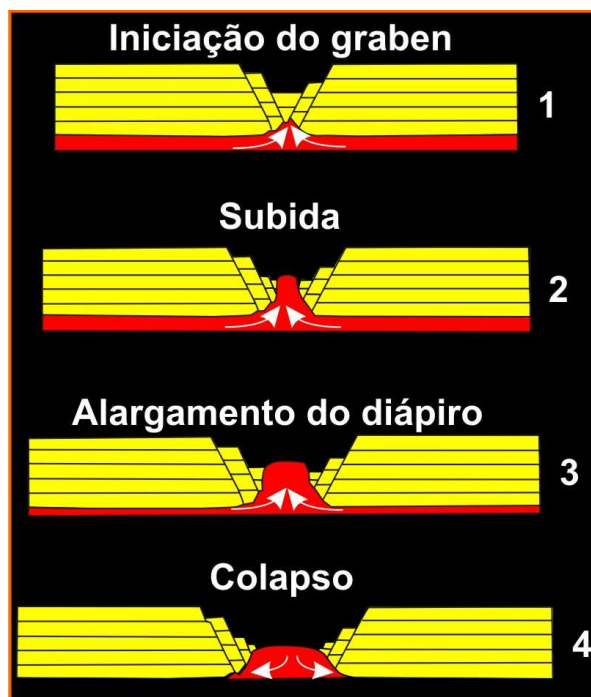 Iniciação do graben
1
Subida
2
Alargamento do diápiro
3
Colapso
4